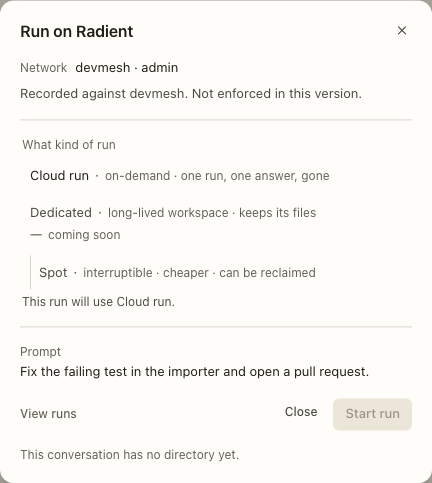 Run on Radient
Network devmesh · admin
Recorded against devmesh. Not enforced in this version.
What kind of run
Cloud run · on-demand · one run, one answer, gone
Dedicated · long-lived workspace · keeps its files
— coming soon
Spot · interruptible · cheaper · can be reclaimed
This run will use Cloud run.
Prompt
Fix the failing test in the importer and open a pull request.
View runs Close Start run
This conversation has no directory yet.